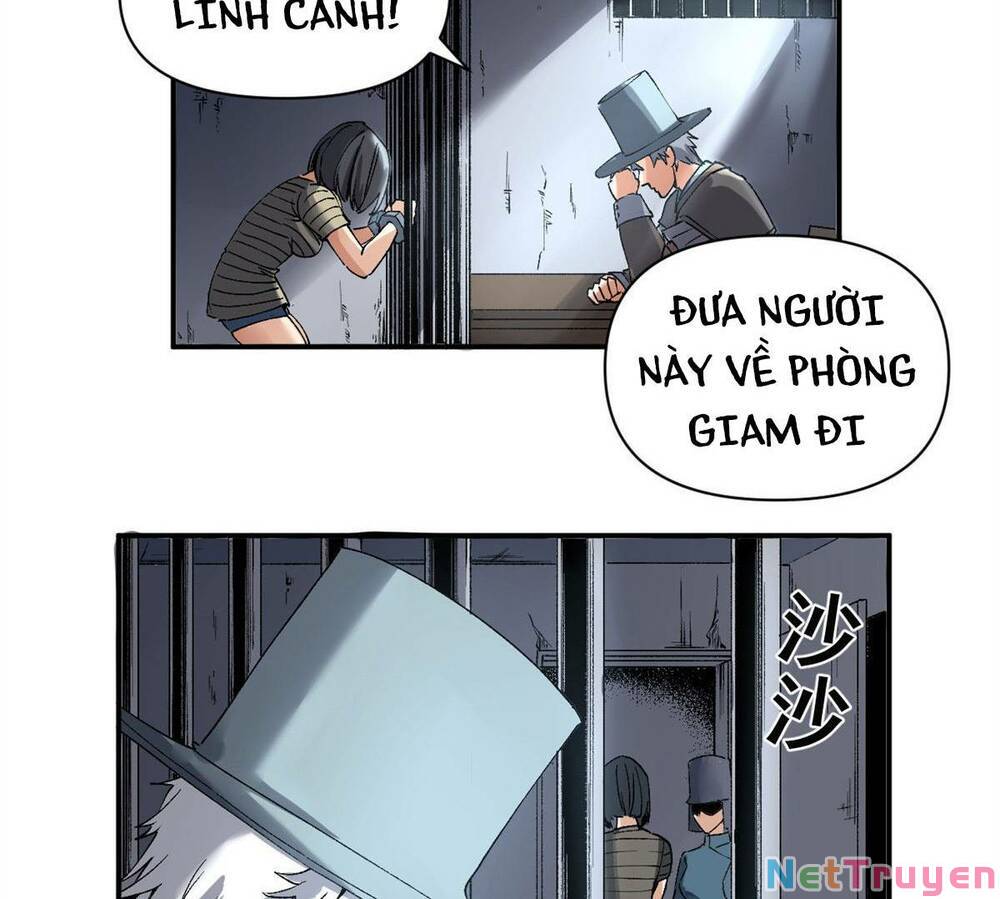 LÍNH CANH!
ĐƯA NGƯỜI
NÀY VỀ PHÒNG
GIAM ĐI
沙
沙
NetTruyen